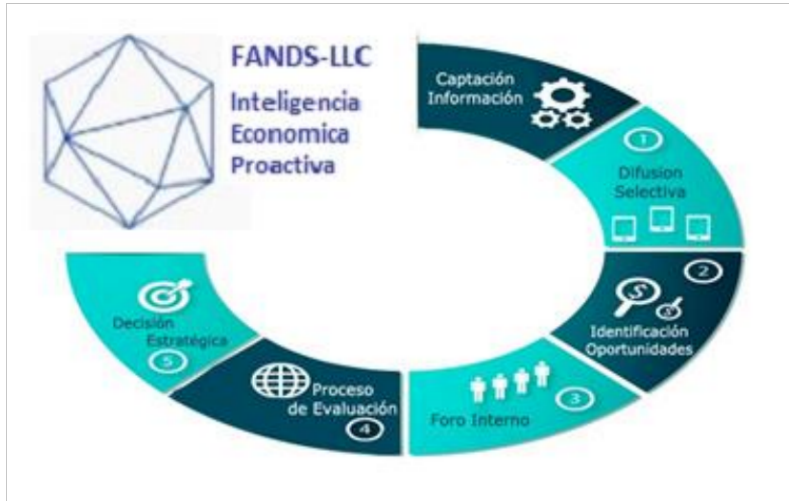 FANDS-LLC
Inteligencia
Economica
Proactiva
Captación
Información
1
Difusion
Selectiva
2
Identificación
Oportunidades
3
Foro Interno
Proceso
de Evaluación
4
Decisión
Estratégica
5